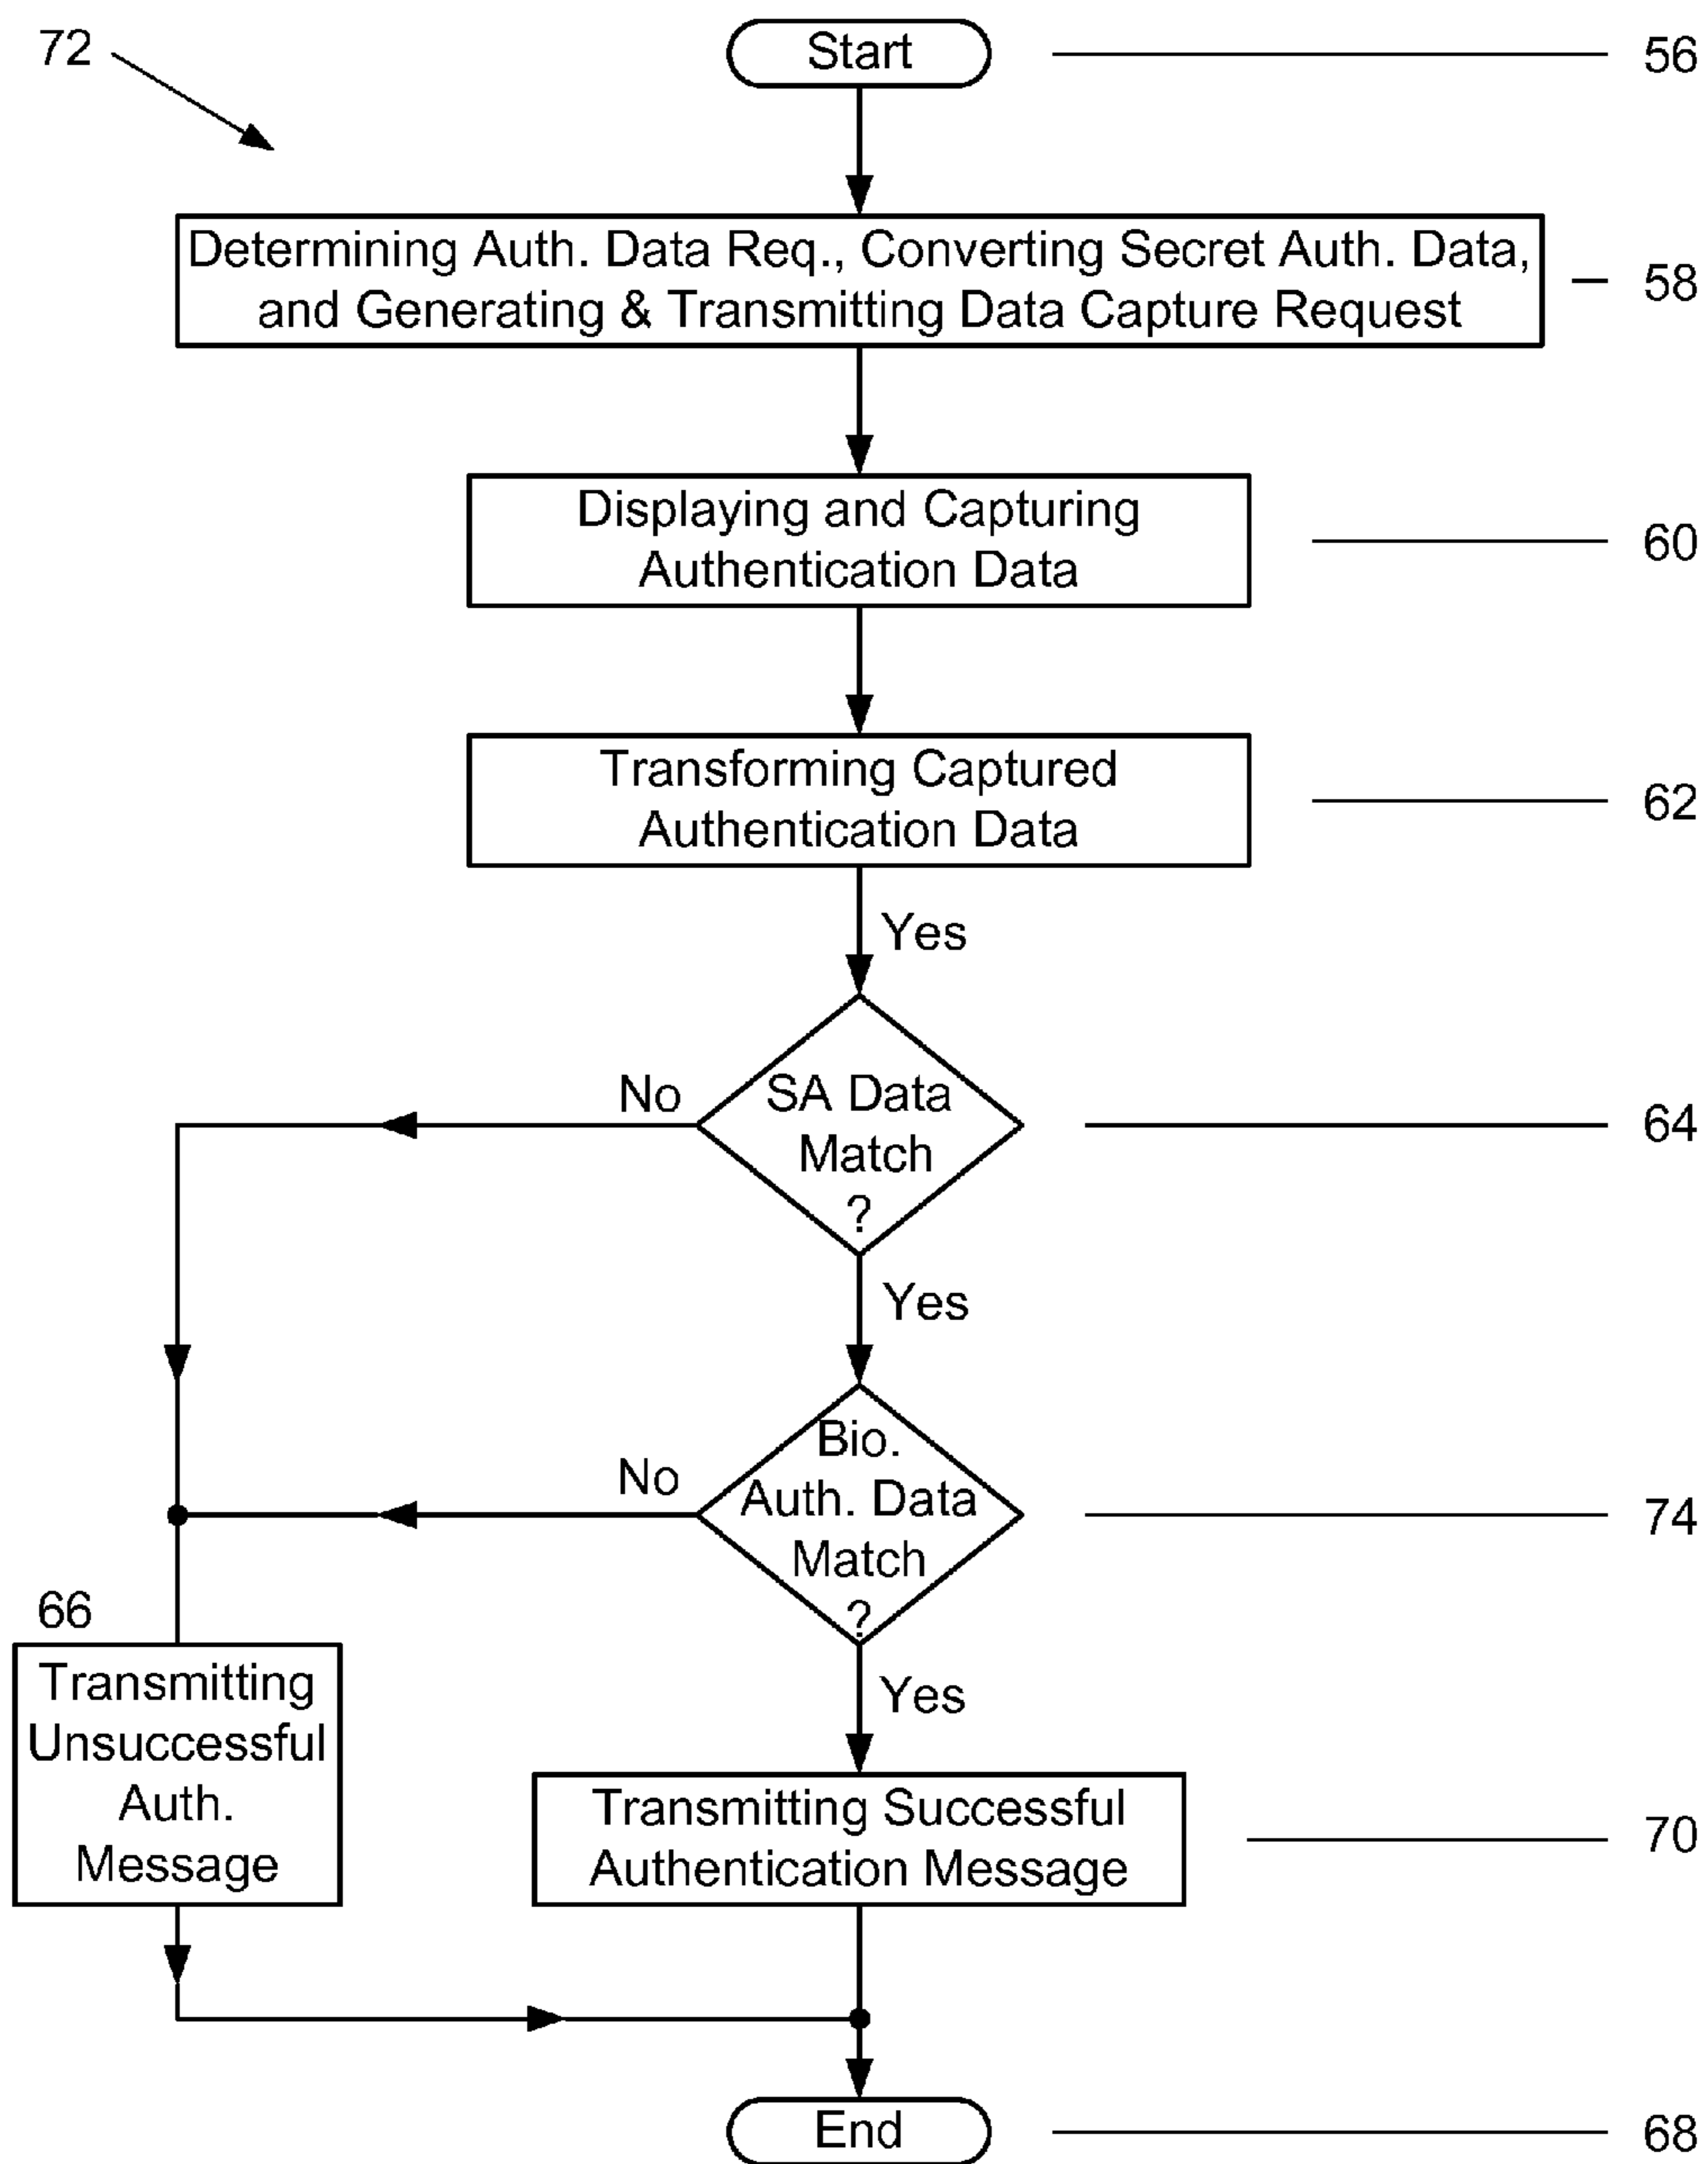 72
Start
56
Determining Auth. Data Req., Converting Secret Auth. Data,
and Generating & Transmitting Data Capture Request
58
Displaying and Capturing
Authentication Data
60
Transforming Captured
Authentication Data
62
Yes
No
SA Data
Match
?
64
Yes
No
Bio.
Auth. Data
Match
?
74
66
Transmitting
Unsuccessful
Auth.
Message
Yes
Transmitting Successful
Authentication Message
70
End
68